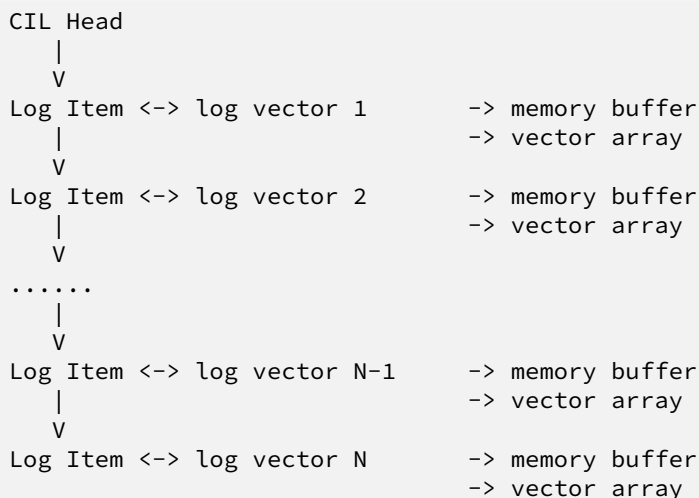 CIL Head
   |
   V
Log Item <-> log vector 1      -> memory buffer
   |                           -> vector array
   V
Log Item <-> log vector 2      -> memory buffer
   |                           -> vector array
   V
......
   |
   V
Log Item <-> log vector N-1    -> memory buffer
   |                           -> vector array
   V
Log Item <-> log vector N      -> memory buffer
                               -> vector array